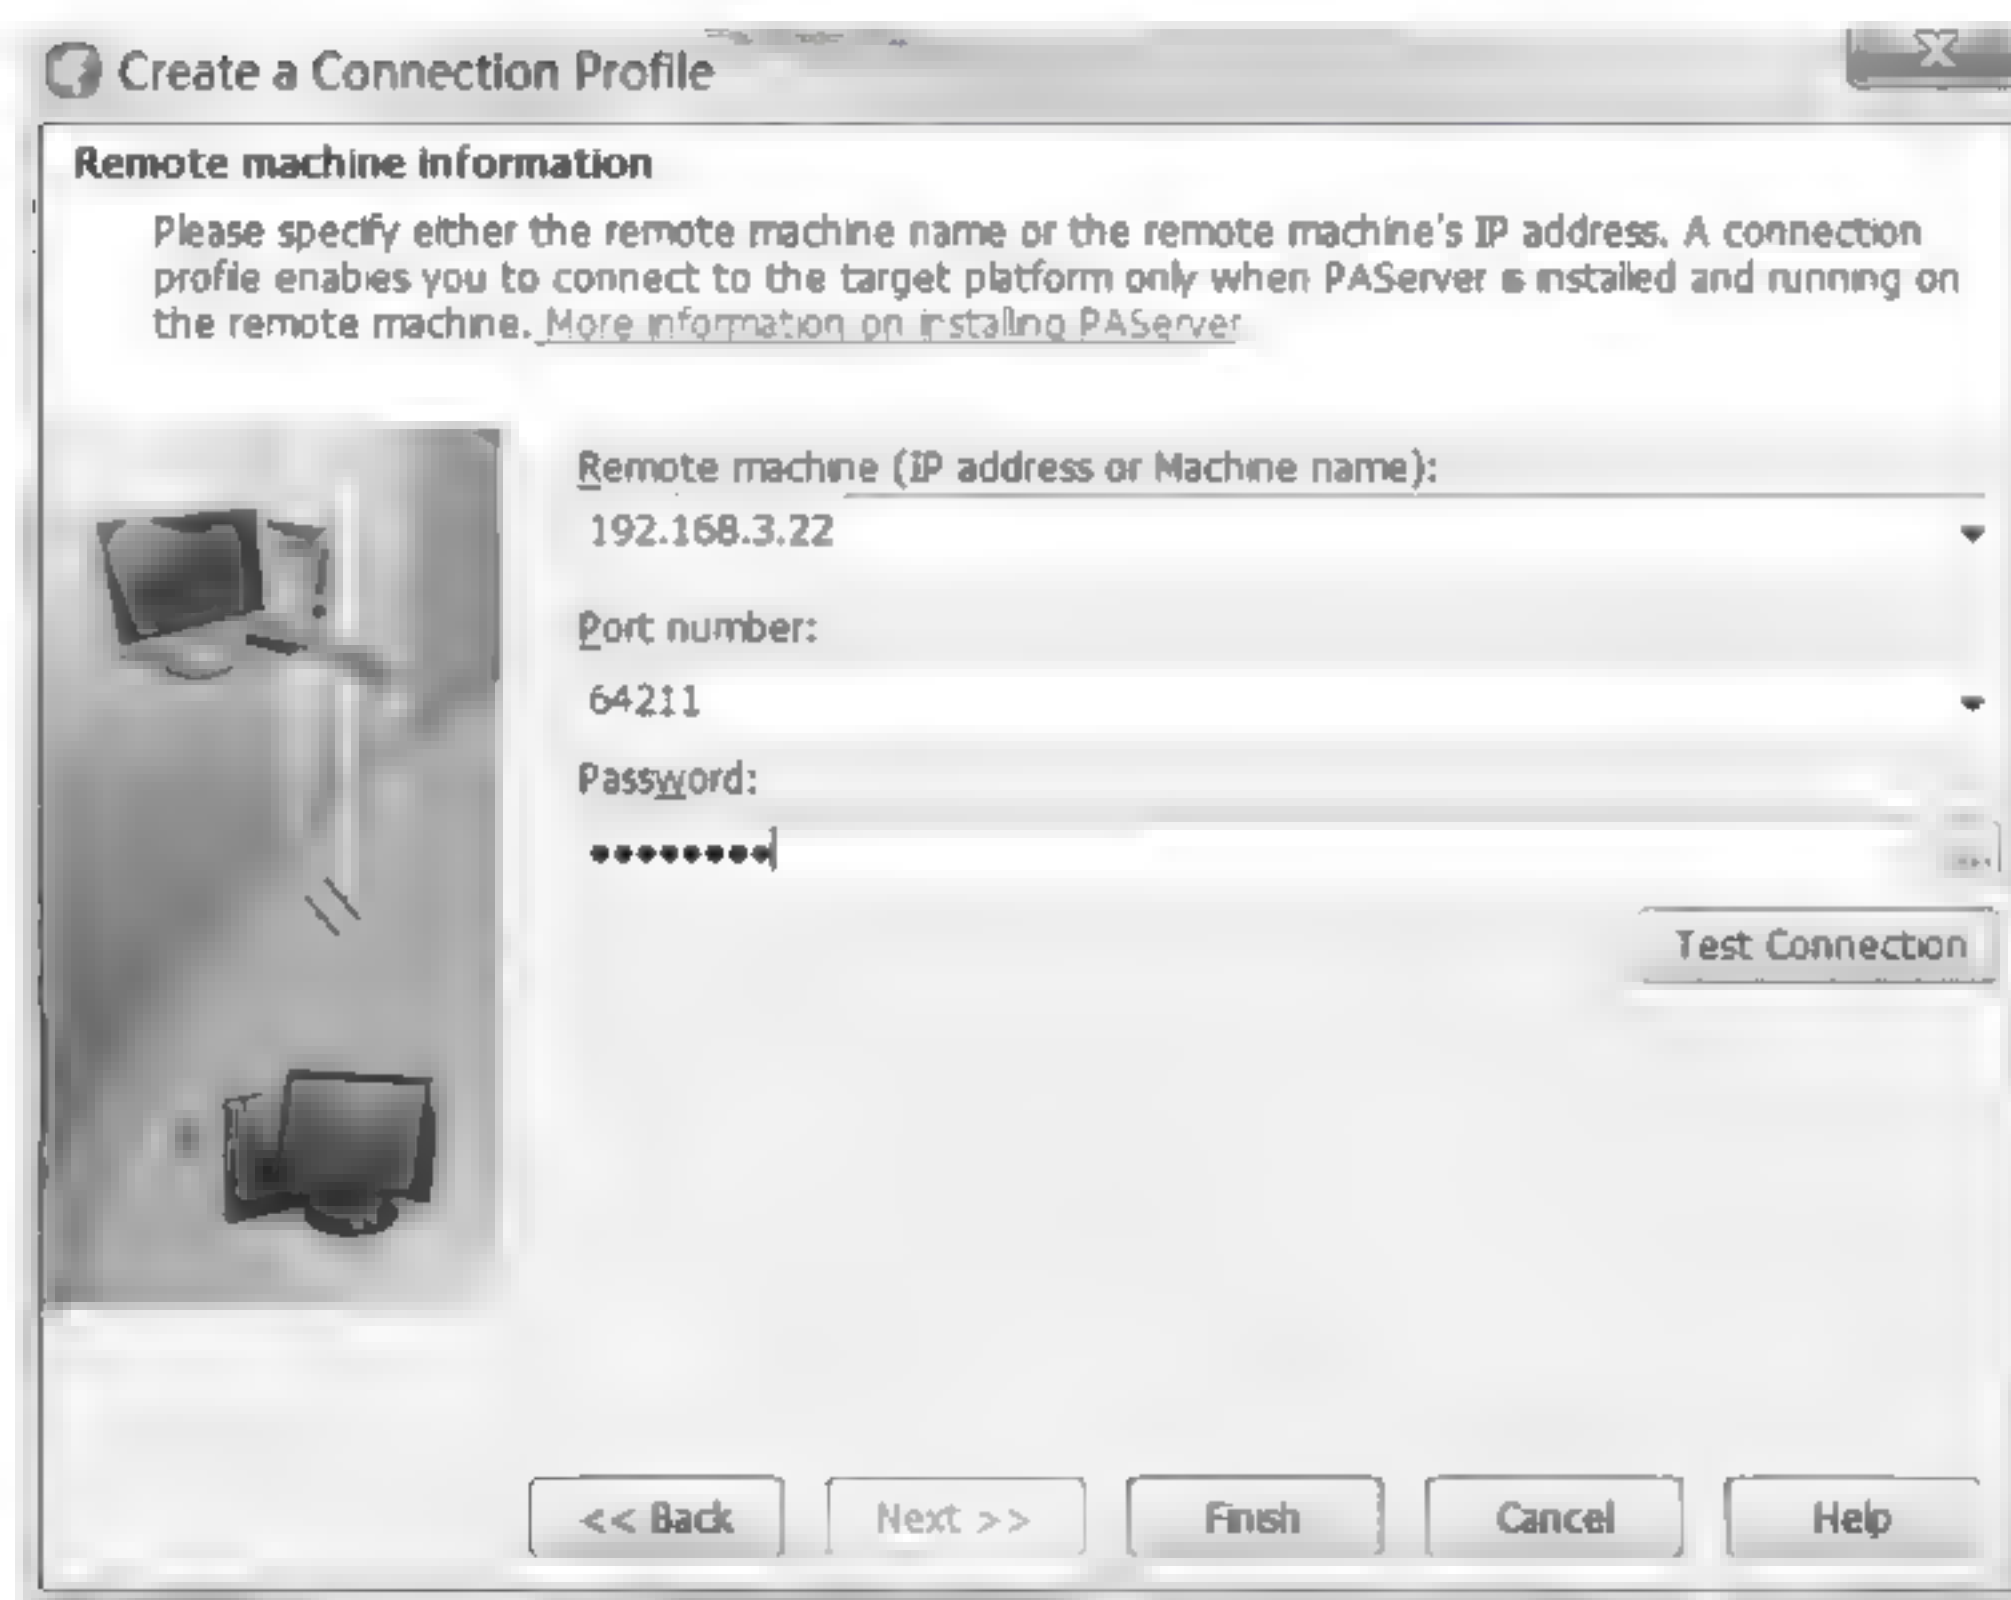 Create a Connection Profile
X
Remote machine information
Please specify either the remote machine name or the remote machine's IP address. A connection
profile enables you to connect to the target platform only when PAServer is installed and running on
the remote machine. More information on installing PAServer
Remote machine (IP address or Machine name):
192.168.3.22
Port number:
64211
Password:
••••••••
...
Test Connection
<< Back
Next >>
Finish
Cancel
Help